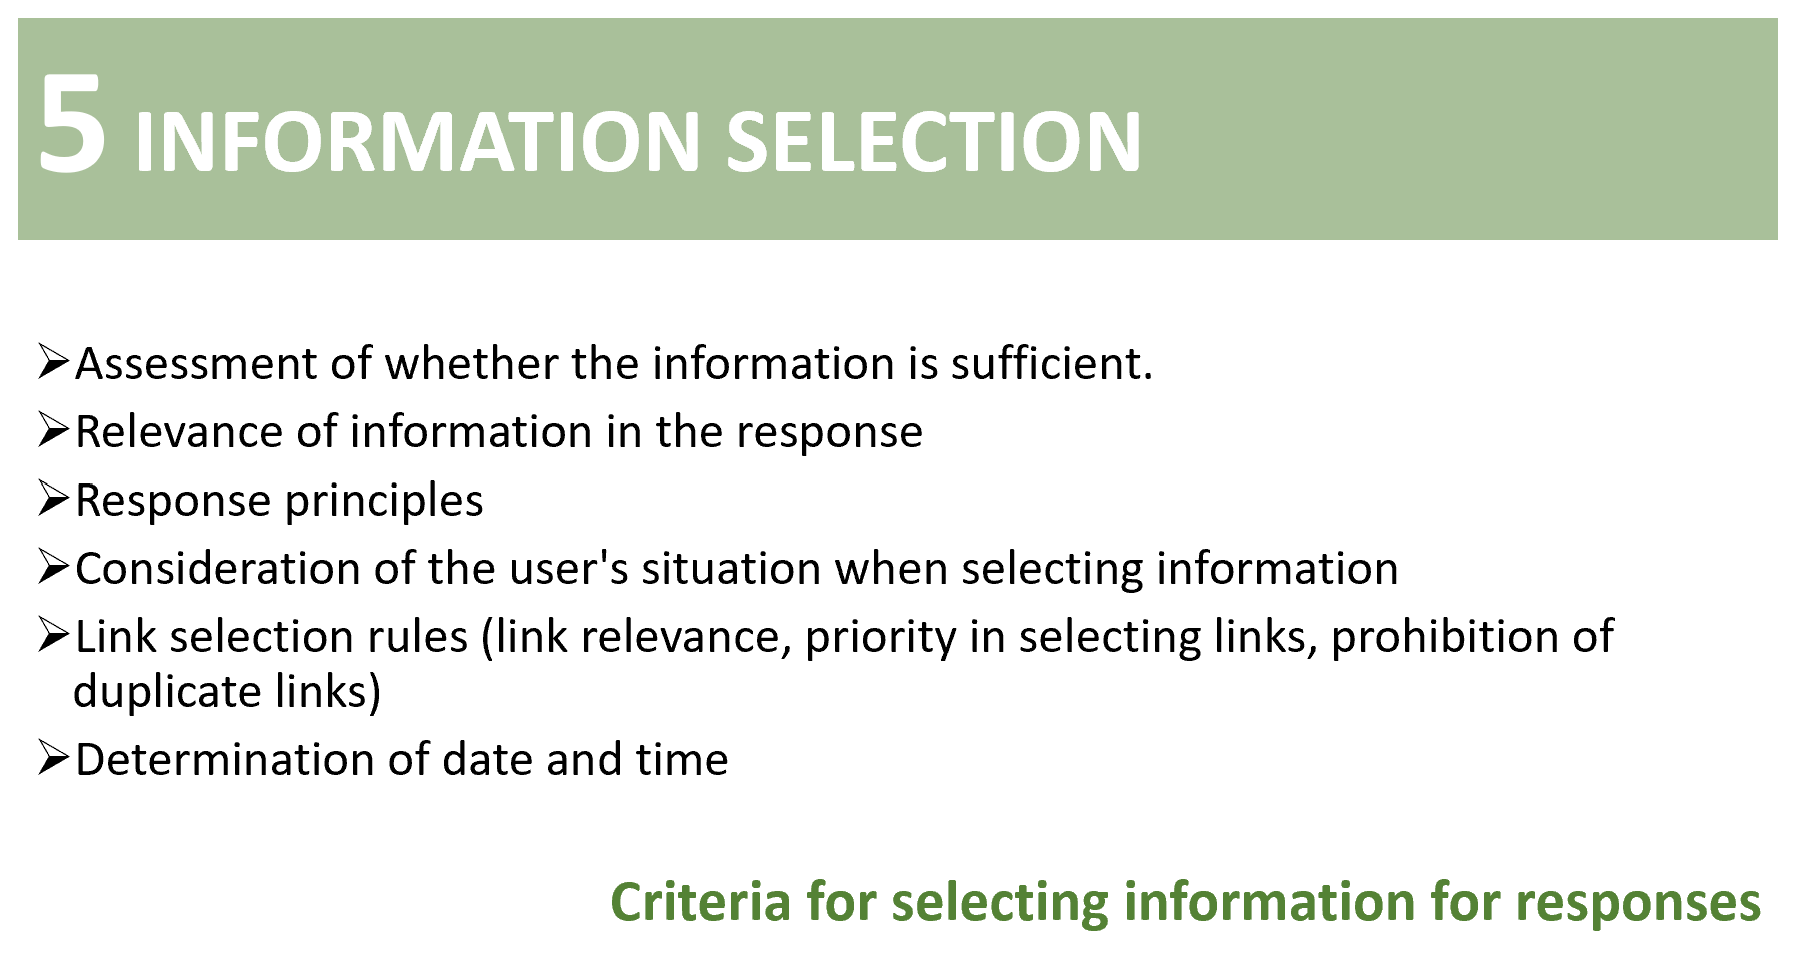 5 INFORMATION SELECTION
➢Assessment of whether the information is sufficient.
➢Relevance of information in the response
➢Response principles
➢Consideration of the user's situation when selecting information
➢Link selection rules (link relevance, priority in selecting links, prohibition of
duplicate links)
➢Determination of date and time
Criteria for selecting information for responses